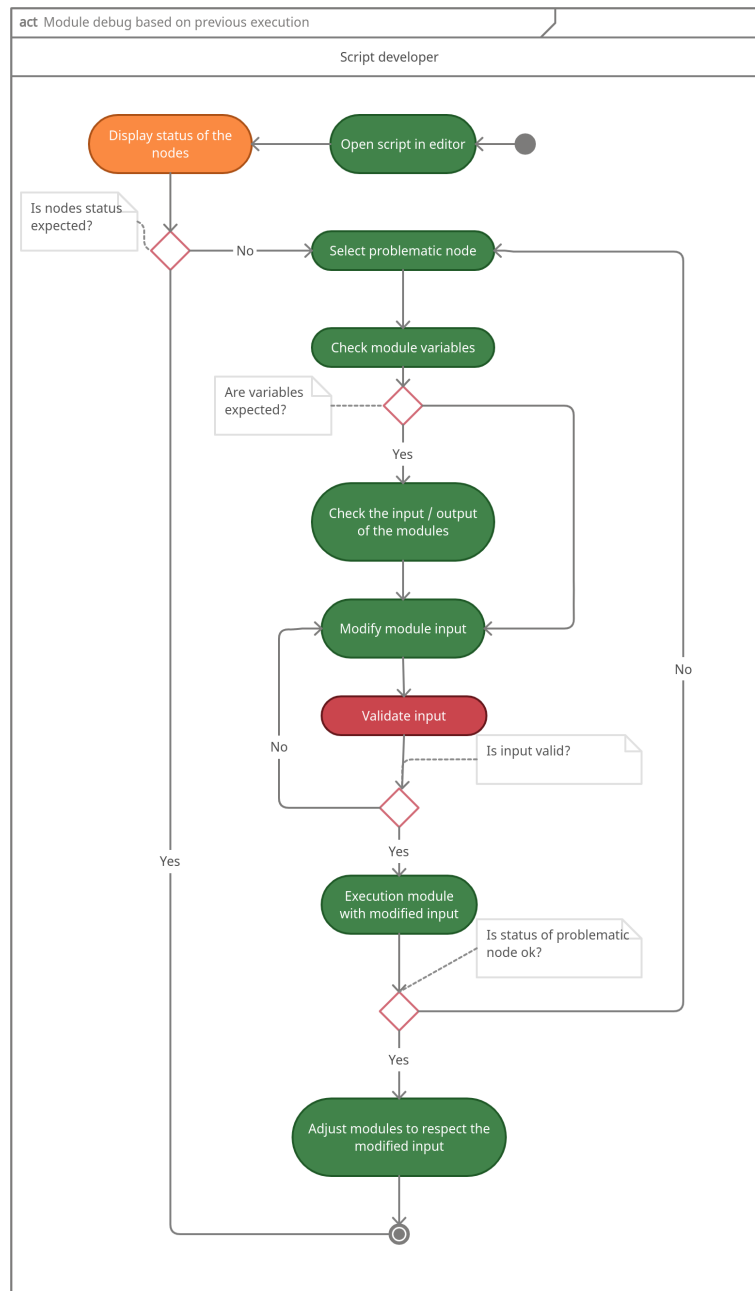 act Module debug based on previous execution
Script developer
Display status of the
nodes
Open script in editor
Is nodes status
expected?
No
Select problematic node
Check module variables
Are variables
expected?
Yes
Check the input / output
of the modules
Modify module input
No
Validate input
No
Is input valid?
Yes
Yes
Execution module
with modified input
Is status of problematic
node ok?
Yes
Adjust modules to respect the
modified input